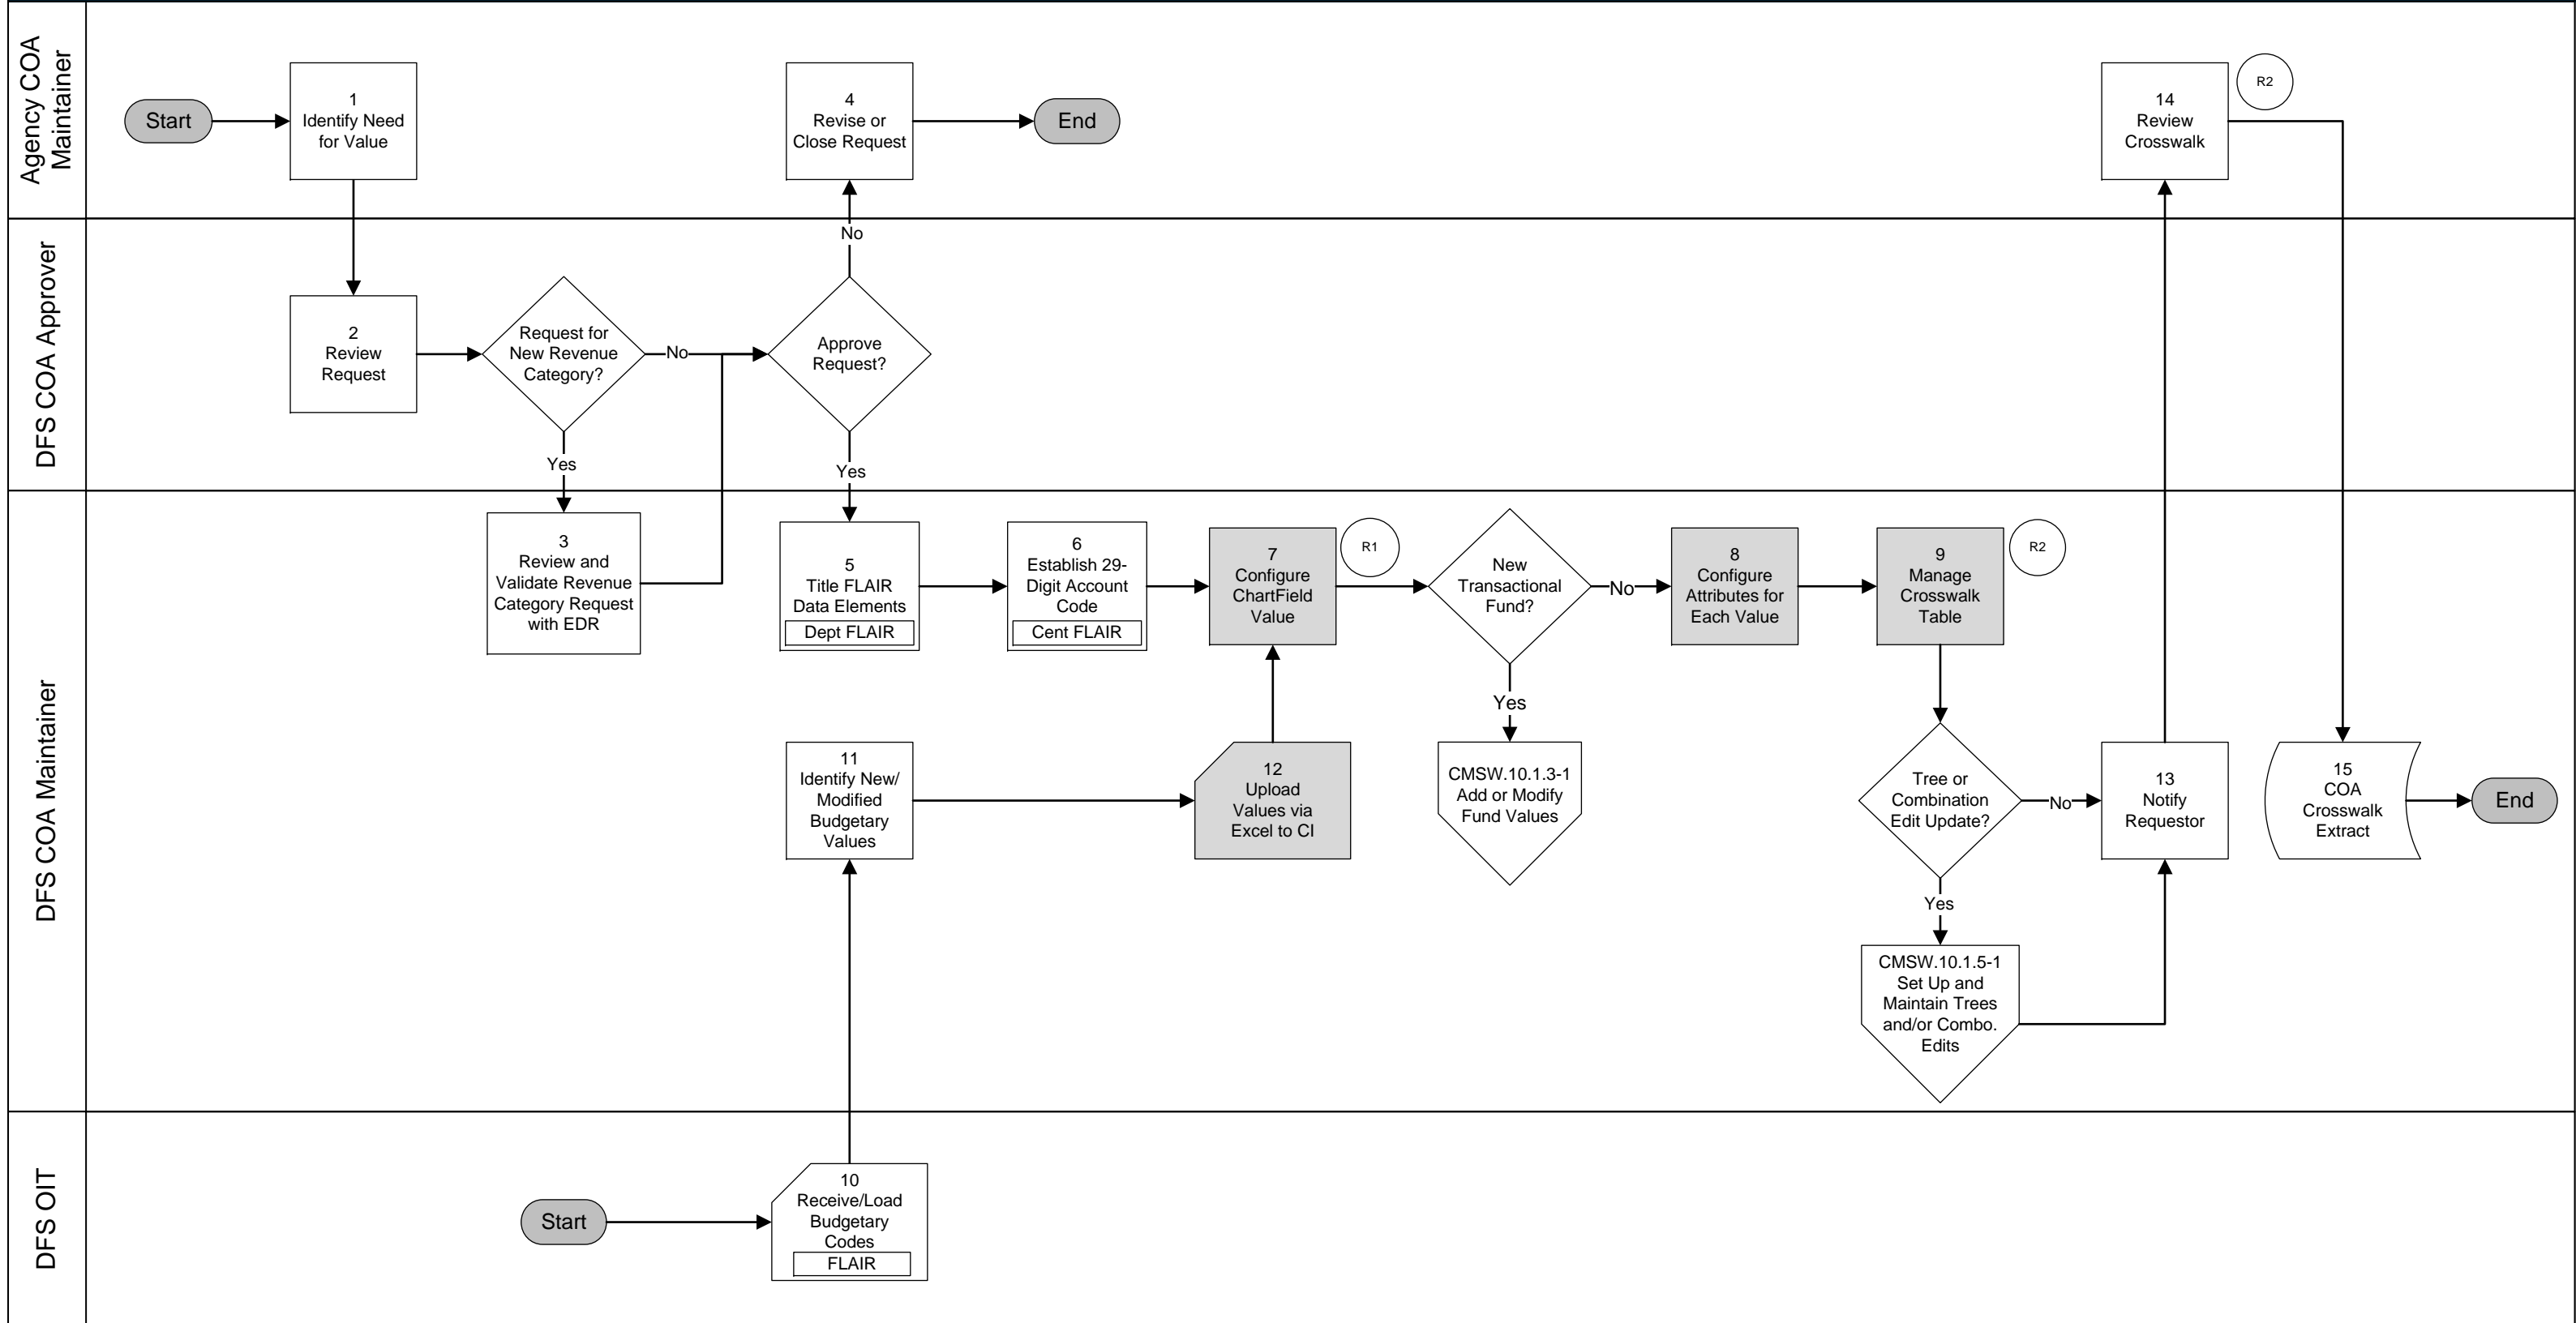 Agency COA
Maintainer
Start
1
Identify Need
for Value
4
Revise or
Close Request
End
14
Review
Crosswalk
R2
DFS COA Approver
2
Review
Request
Request for
New Revenue
Category?
No
Yes
Approve
Request?
No
Yes
DFS COA Maintainer
3
Review and
Validate Revenue
Category Request
with EDR
5
Title FLAIR
Data Elements
Dept FLAIR
6
Establish 29-
Digit Account
Code
Cent FLAIR
7
Configure
ChartField
Value
R1
New
Transactional
Fund?
No
Yes
8
Configure
Attributes for
Each Value
9
Manage
Crosswalk
Table
R2
11
Identify New/
Modified
Budgetary
Values
12
Upload
Values via
Excel to CI
CMSW.10.1.3-1
Add or Modify
Fund Values
Tree or
Combination
Edit Update?
No
Yes
13
Notify
Requestor
15
COA
Crosswalk
Extract
End
CMSW.10.1.5-1
Set Up and
Maintain Trees
and/or Combo.
Edits
DFS OIT
Start
10
Receive/Load
Budgetary
Codes
FLAIR